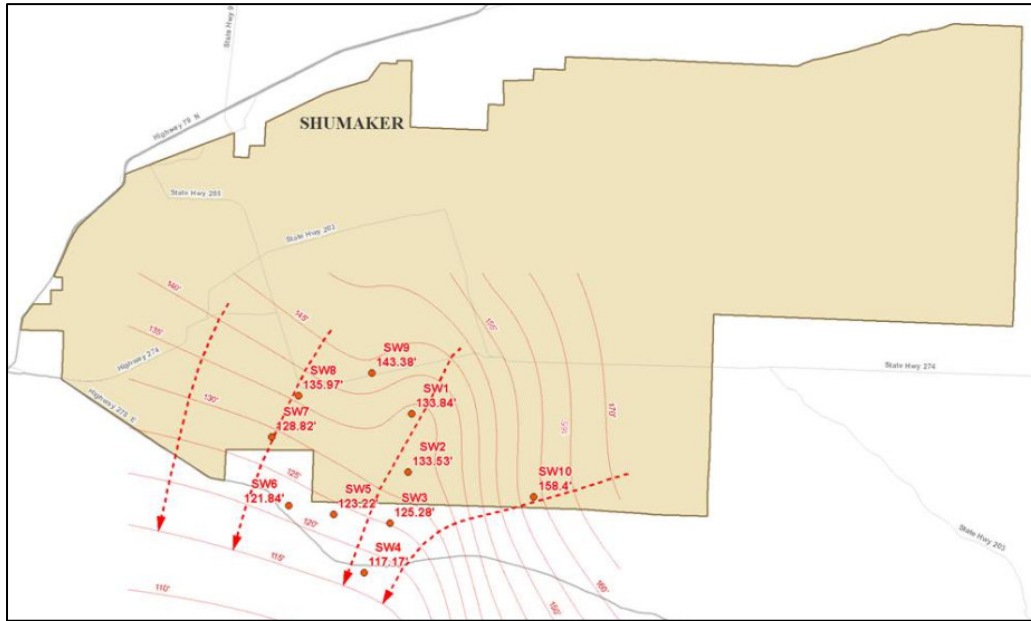 State Hwy 9
Highway 79 N
SHUMAKER
State Hwy 203
140'
145'
155'
135'
Highway 274
SW9
143.38'
State Hwy 274
SW8
135.97'
SW1
133.84'
Highway 278 E
130'
SW7
128.82'
170'
165'
SW2
133.53'
125'
SW10
158.4'
SW6
121.84'
SW5
123.22'
SW3
125.28'
120'
State Hwy 203
115'
SW4
117.17'
110'
160'
150'